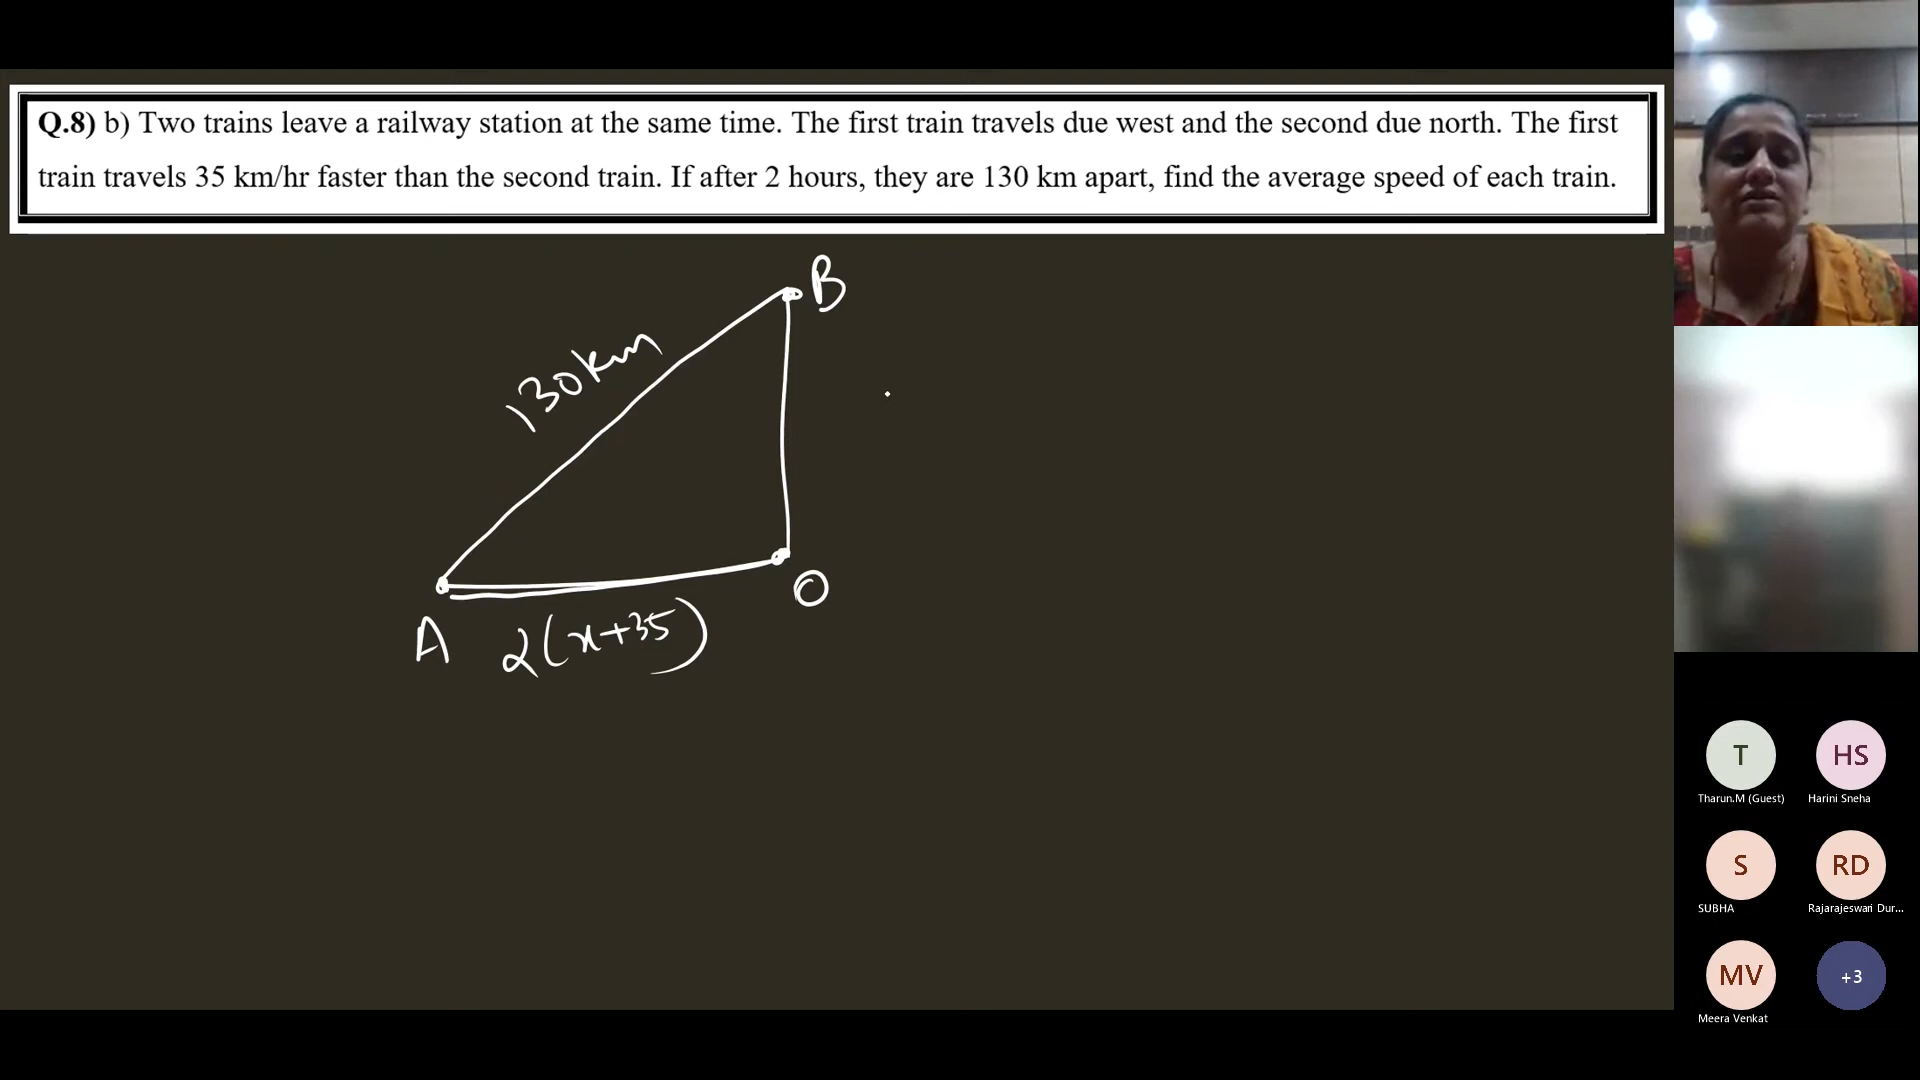 Q.8) b) Two trains leave a railway station at the same time. The first train travels due west and the second due north. The first
train travels 35 km/hr faster than the second train. If after 2 hours, they are 130 km apart, find the average speed of each train.
B
130km
O
A 2(x+35)
T HS
Tharun.M (Guest) Harini Sneha
S RD
SUBHA Rajarajeswari Dur...
MV +3
Meera Venkat